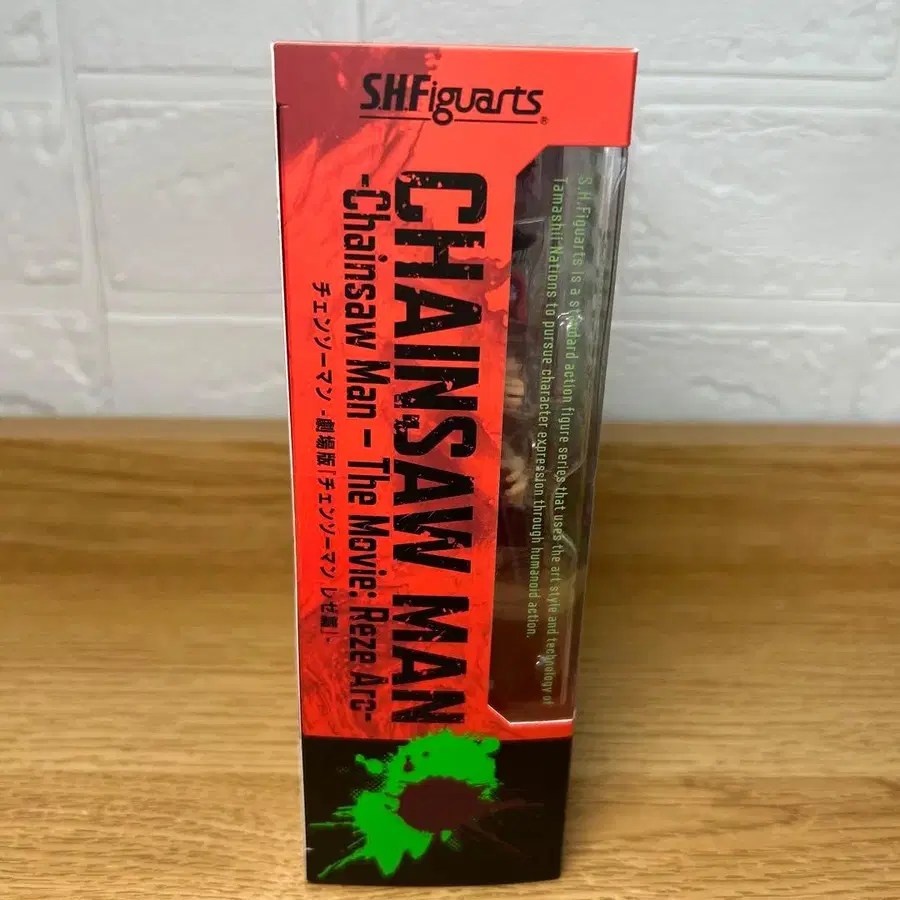 S.H.Figuarts®
CHAINSAW MAN
-Chainsaw Man - The Movie: Reze Arc-
チェンソーマン -劇場版「チェンソーマン レゼ篇」-
S.H.Figuarts is a standard action figure series that uses the art style and technology of
Tamashii Nations to pursue character expression through humanoid action.